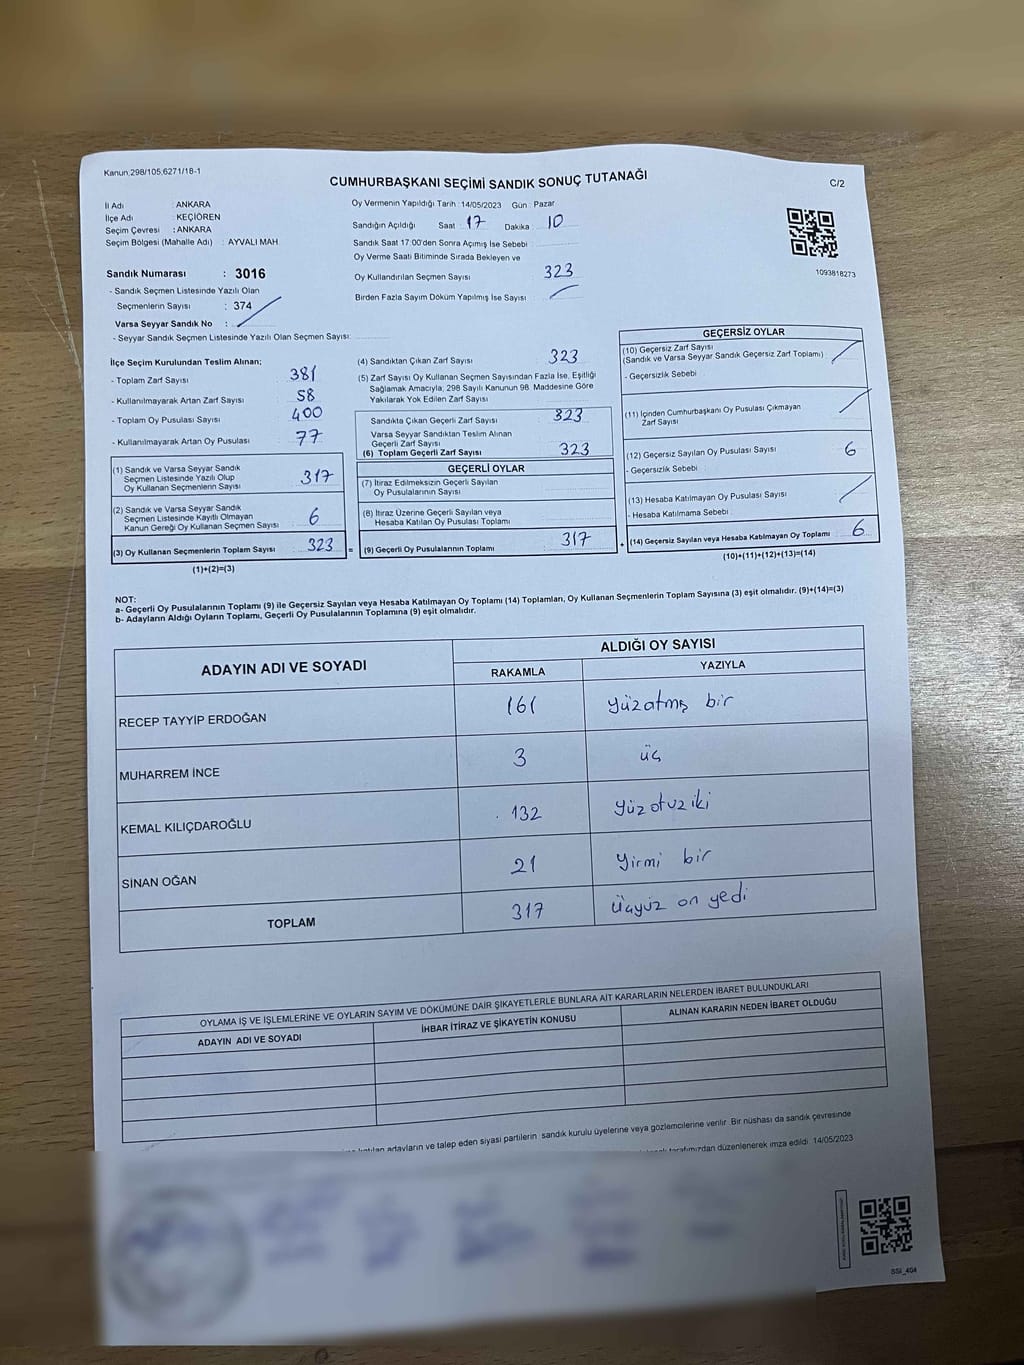 Kanun,298/105,6271/18-1
CUMHURBAŞKANI SEÇİMİ SANDIK SONUÇ TUTANAĞI
C/2
İl Adı : ANKARA
İlçe Adı : KEÇİÖREN
Seçim Çevresi : ANKARA
Seçim Bölgesi (Mahalle Adı) : AYVALI MAH.
Sandık Numarası : 3016
- Sandık Seçmen Listesinde Yazılı Olan
Seçmenlerin Sayısı : 374
Varsa Seyyar Sandık No :
- Seyyar Sandık Seçmen Listesinde Yazılı Olan Seçmen Sayısı:
Oy Vermenin Yapıldığı Tarih : 14/05/2023 Gün : Pazar
Sandığın Açıldığı Saat 17 Dakika 10
Sandık Saat 17:00'den Sonra Açımış İse Sebebi :
Oy Verme Saati Bitiminde Sırada Bekleyen ve
Oy Kullandırılan Seçmen Sayısı 323
Birden Fazla Sayım Döküm Yapılmış İse Sayısı
1093818273
İlçe Seçim Kurulundan Teslim Alınan;
- Toplam Zarf Sayısı 381
- Kullanılmayarak Artan Zarf Sayısı 58
- Toplam Oy Pusulası Sayısı 400
- Kullanılmayarak Artan Oy Pusulası 77
(1) Sandık ve Varsa Seyyar Sandık
Seçmen Listesinde Yazılı Olup
Oy Kullanan Seçmenlerin Sayısı 317
(2) Sandık ve Varsa Seyyar Sandık
Seçmen Listesinde Kayıtlı Olmayan
Kanun Gereği Oy Kullanan Seçmen Sayısı 6
(3) Oy Kullanan Seçmenlerin Toplam Sayısı 323 =
(1)+(2)=(3)
(4) Sandıktan Çıkan Zarf Sayısı 323
(5) Zarf Sayısı Oy Kullanan Seçmen Sayısından Fazla İse, Eşitliği
Sağlamak Amacıyla, 298 Sayılı Kanunun 98. Maddesine Göre
Yakılarak Yok Edilen Zarf Sayısı
Sandıkta Çıkan Geçerli Zarf Sayısı 323
Varsa Seyyar Sandıktan Teslim Alınan
Geçerli Zarf Sayısı
(6) Toplam Geçerli Zarf Sayısı 323
GEÇERLİ OYLAR
(7) İtiraz Edilmeksizin Geçerli Sayılan
Oy Pusulalarının Sayısı
(8) İtiraz Üzerine Geçerli Sayılan veya
Hesaba Katılan Oy Pusulası Toplamı
(9) Geçerli Oy Pusulalarının Toplamı 317 +
GEÇERSİZ OYLAR
(10) Geçersiz Zarf Sayısı
(Sandık ve Varsa Seyyar Sandık Geçersiz Zarf Toplamı)
- Geçersizlik Sebebi
(11) İçinden Cumhurbaşkanı Oy Pusulası Çıkmayan
Zarf Sayısı
(12) Geçersiz Sayılan Oy Pusulası Sayısı 6
- Geçersizlik Sebebi
(13) Hesaba Katılmayan Oy Pusulası Sayısı
- Hesaba Katılmama Sebebi
(14) Geçersiz Sayılan veya Hesaba Katılmayan Oy Toplamı 6
(10)+(11)+(12)+(13)=(14)
NOT:
a- Geçerli Oy Pusulalarının Toplamı (9) ile Geçersiz Sayılan veya Hesaba Katılmayan Oy Toplamı (14) Toplamları, Oy Kullanan Seçmenlerin Toplam Sayısına (3) eşit olmalıdır. (9)+(14)=(3)
b- Adayların Aldığı Oyların Toplamı, Geçerli Oy Pusulalarının Toplamına (9) eşit olmalıdır.
ADAYIN ADI VE SOYADI
ALDIĞI OY SAYISI
RAKAMLA YAZIYLA
RECEP TAYYİP ERDOĞAN 161 yüzatmş bir
MUHARREM İNCE 3 üç
KEMAL KILIÇDAROĞLU 132 yüzotuziki
SİNAN OĞAN 21 yirmi bir
TOPLAM 317 üçyüz on yedi
OYLAMA İŞ VE İŞLEMLERİNE VE OYLARIN SAYIM VE DÖKÜMÜNE DAİR ŞİKAYETLERLE BUNLARA AİT KARARLARIN NELERDEN İBARET BULUNDUKLARI
ADAYIN ADI VE SOYADI İHBAR İTİRAZ VE ŞİKAYETİN KONUSU ALINAN KARARIN NEDEN İBARET OLDUĞU
adayların ve talep eden siyasi partilerin sandık kurulu üyelerine veya gözlemcilerine verilir. Bir nüshası da sandık çevresinde
tarafımızdan düzenlenerek imza edildi. 14/05/2023